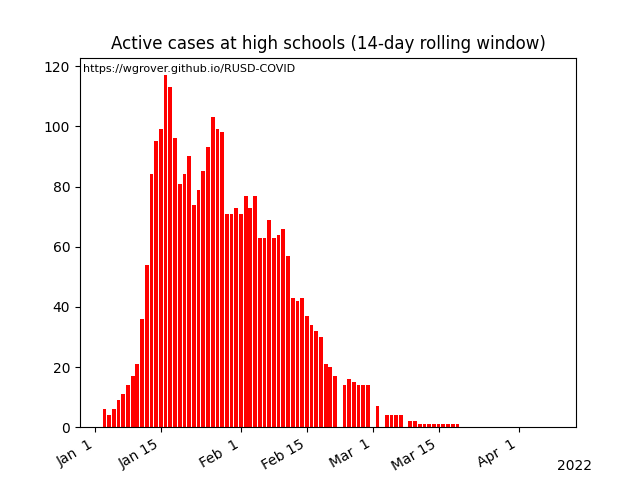 Active cases at high schools (14-day rolling window)
https://wgrover.github.io/RUSD-COVID
120
100
80
60
40
20
0
Jan 1
Jan 15
Feb 1
Feb 15
Mar 1
Mar 15
Apr 1
2022